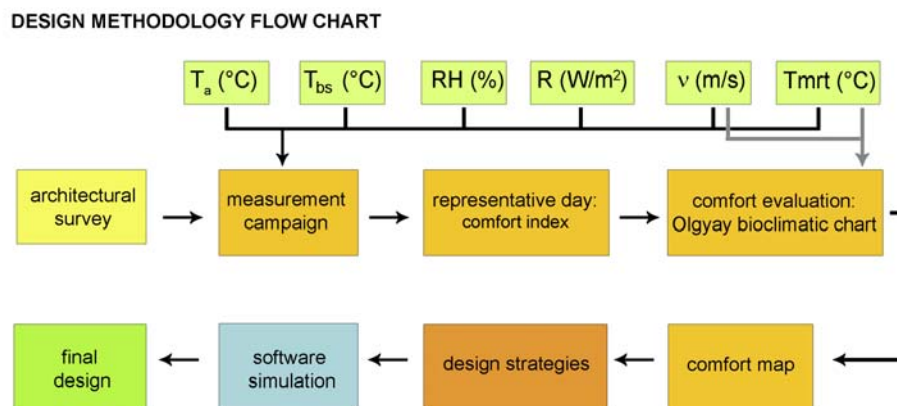 DESIGN METHODOLOGY FLOW CHART
Ta (°C)
Tbs (°C)
RH (%)
R (W/m²)
v (m/s)
Tmrt (°C)
architectural
survey
measurement
campaign
representative day:
comfort index
comfort evaluation:
Olgyay bioclimatic chart
final
design
software
simulation
design strategies
comfort map